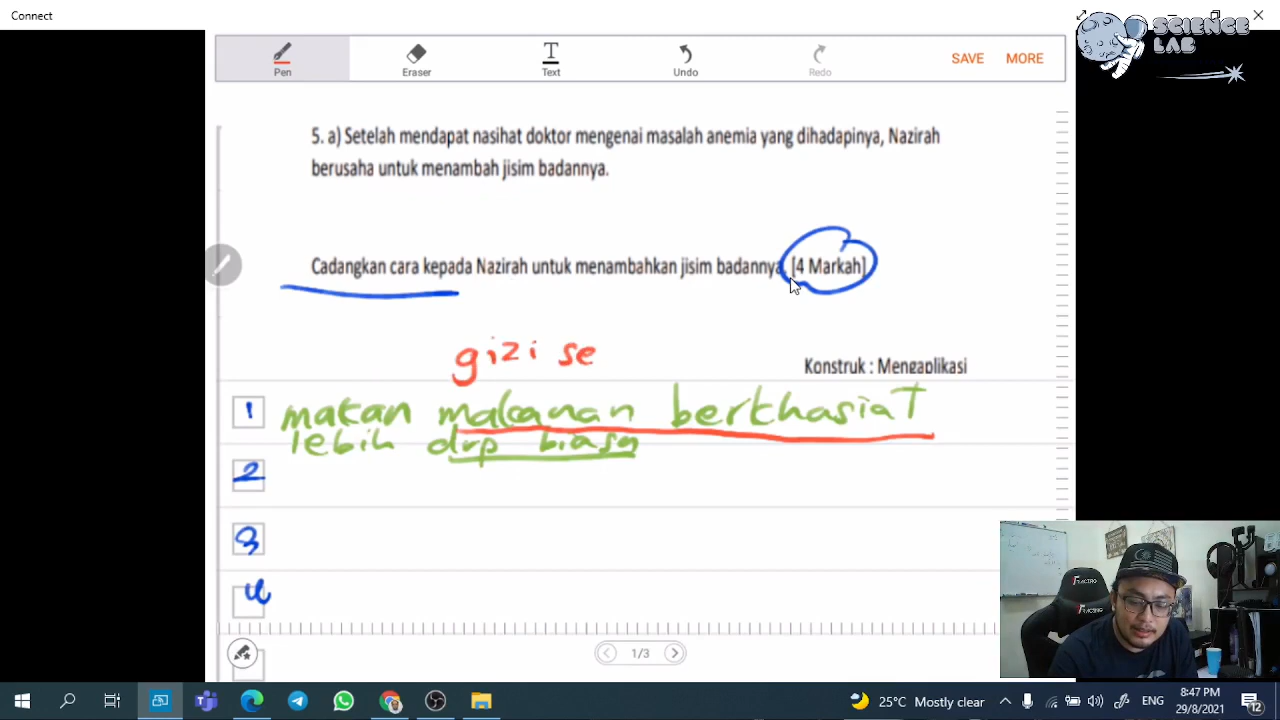 Connect
Pen
Eraser
T
Text
Undo
Redo
SAVE
MORE
5. a) Setelah mendapat nasihat doktor mengenai masalah anemia yang dihadapinya, Nazirah
berusaha untuk menambah jisim badannya.
Cadangkan cara kepada Nazirah untuk menambahkan jisim badannya. [4 Markah]
gizi se
Konstruk : Mengaplikasi
1 makan makanan berkhasiat
lebih drp biasa
2
3
4
1/3
25°C Mostly clear
ENG
8:47 PM
29/8/2021
12